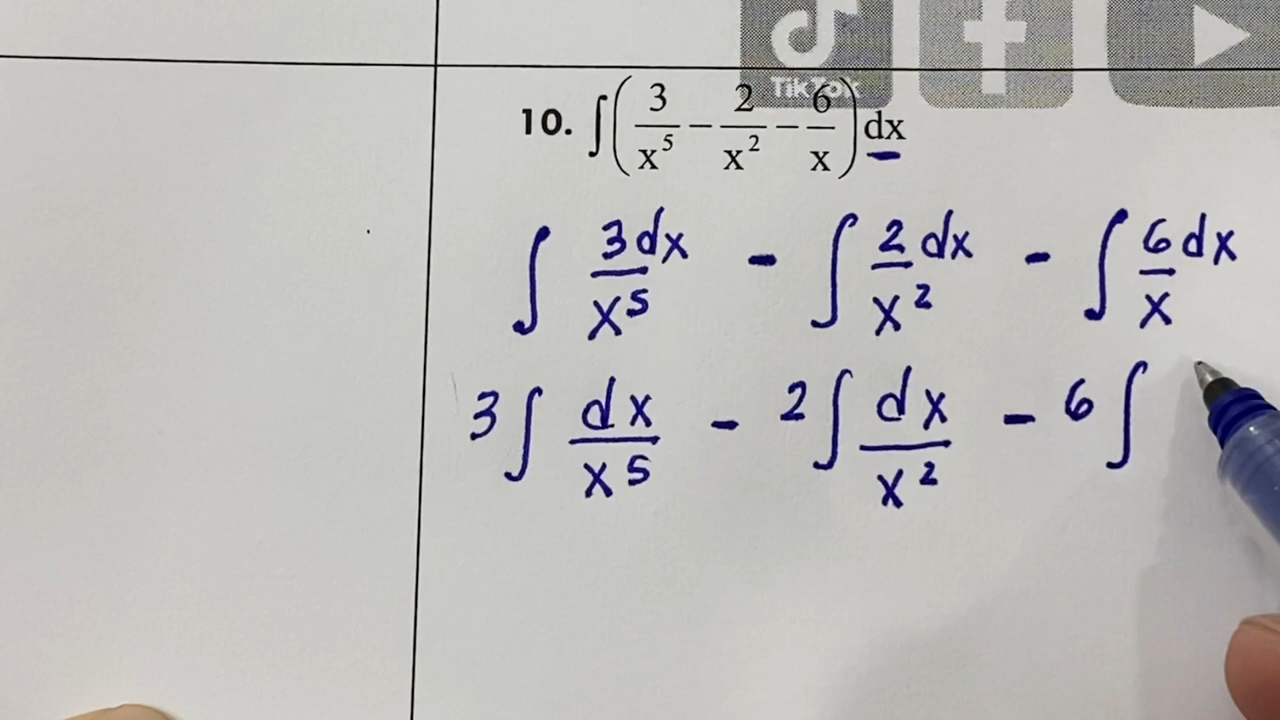 TikTok
10. ∫(3/x⁵ − 2/x² − 6/x)dx
∫ 3dx/x⁵ - ∫ 2dx/x² - ∫ 6dx/x
3∫ dx/x⁵ - 2∫ dx/x² - 6∫